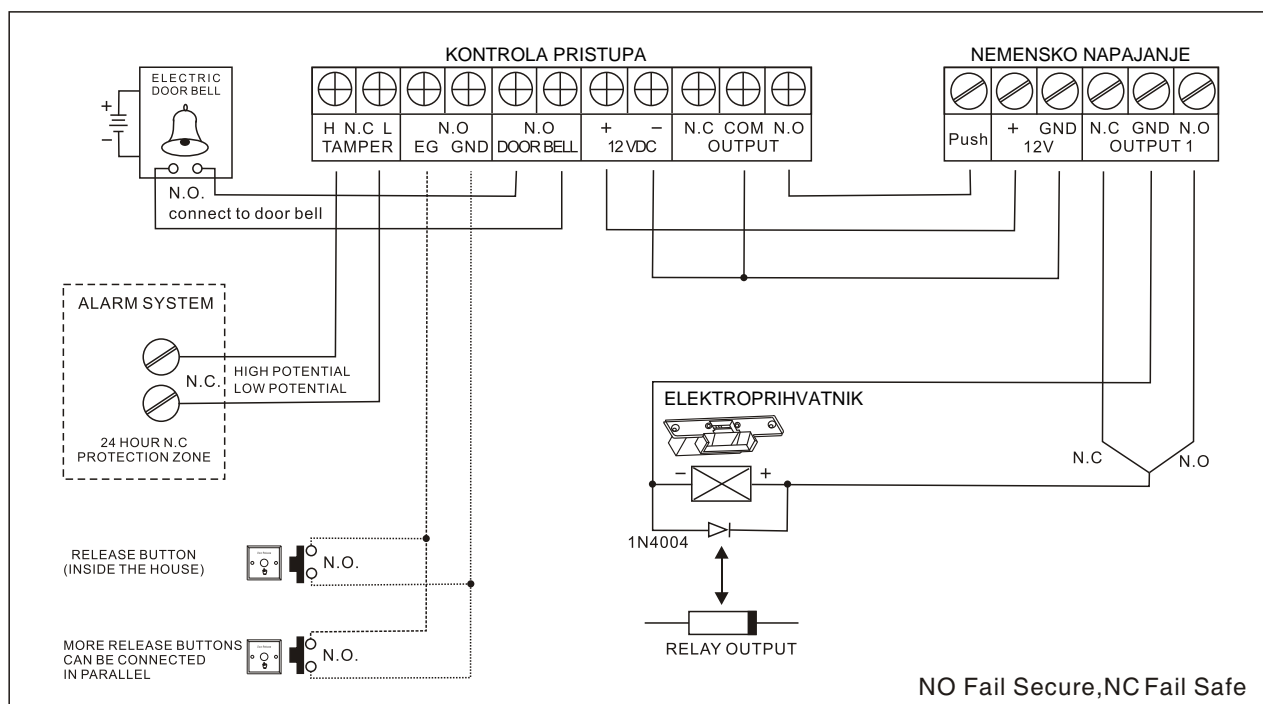 KONTROLA PRISTUPA
NEMENSKO NAPAJANJE
ELECTRIC
DOOR BELL
+
−
N.O.
connect to door bell
H N.C L
TAMPER
N.O
EG GND
N.O
DOOR BELL
+ −
12 VDC
N.C COM N.O
OUTPUT
Push
+ GND
12V
N.C GND N.O
OUTPUT 1
ALARM SYSTEM
N.C.
HIGH POTENTIAL
LOW POTENTIAL
24 HOUR N.C
PROTECTION ZONE
ELEKTROPRIHVATNIK
− +
1N4004
N.C
N.O
RELAY OUTPUT
RELEASE BUTTON
(INSIDE THE HOUSE)
N.O.
MORE RELEASE BUTTONS
CAN BE CONNECTED
IN PARALLEL
N.O.
NO Fail Secure,NC Fail Safe